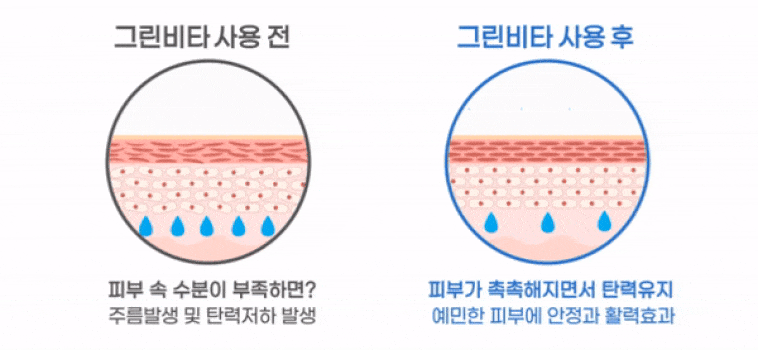 그린비타 사용 전
그린비타 사용 후
피부 속 수분이 부족하면?
주름발생 및 탄력저하 발생
피부가 촉촉해지면서 탄력유지
예민한 피부에 안정과 활력효과